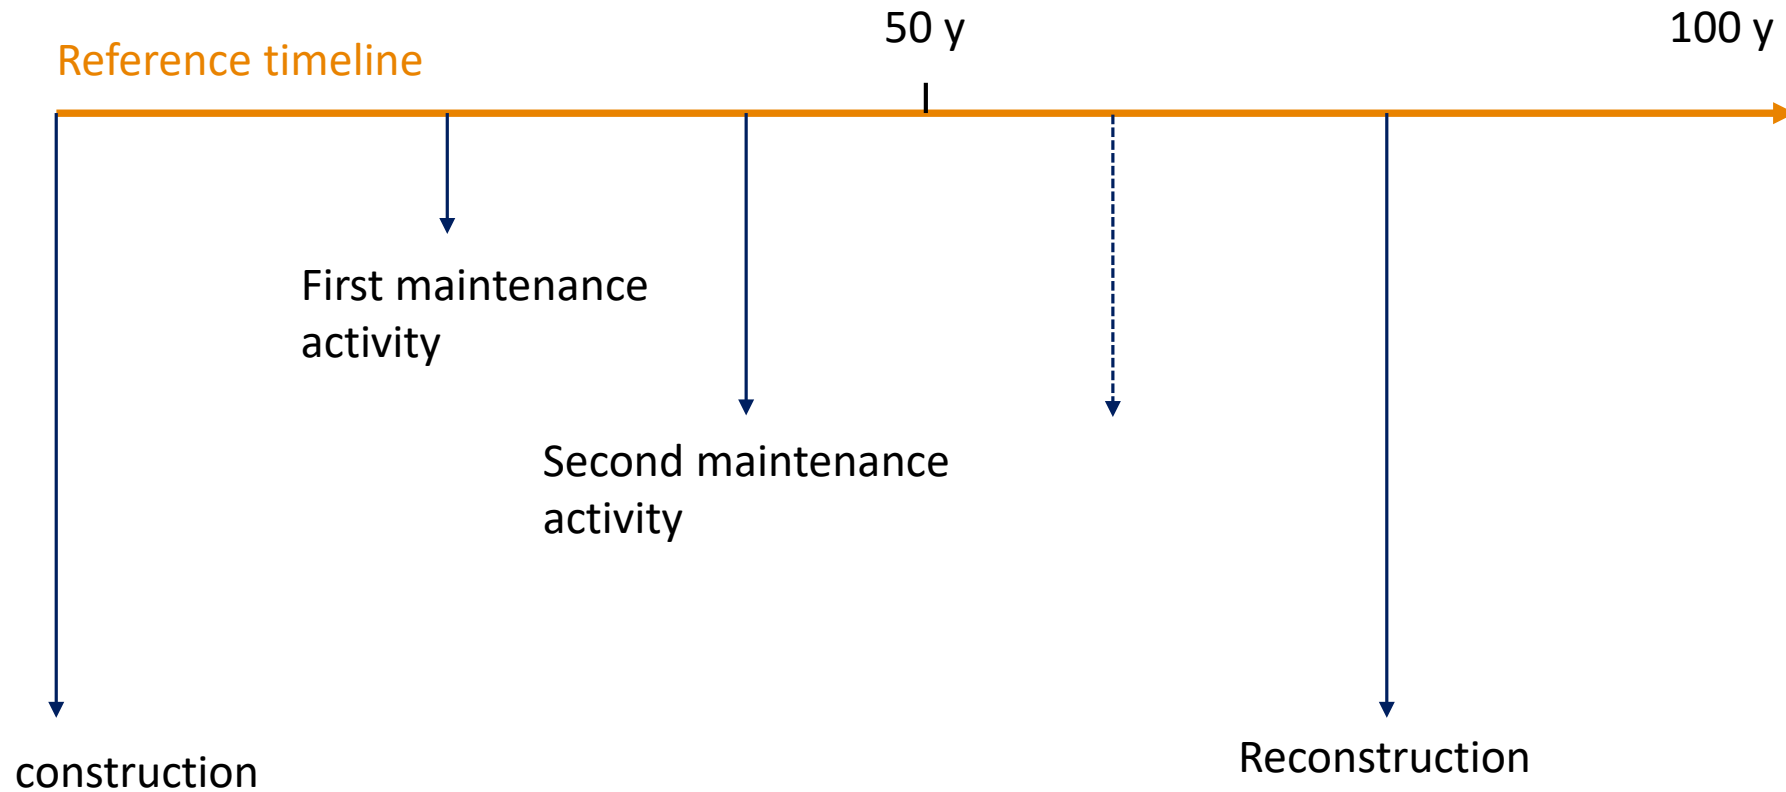 50 y
100 y
Reference timeline
First maintenance
activity
Second maintenance
activity
Reconstruction
construction